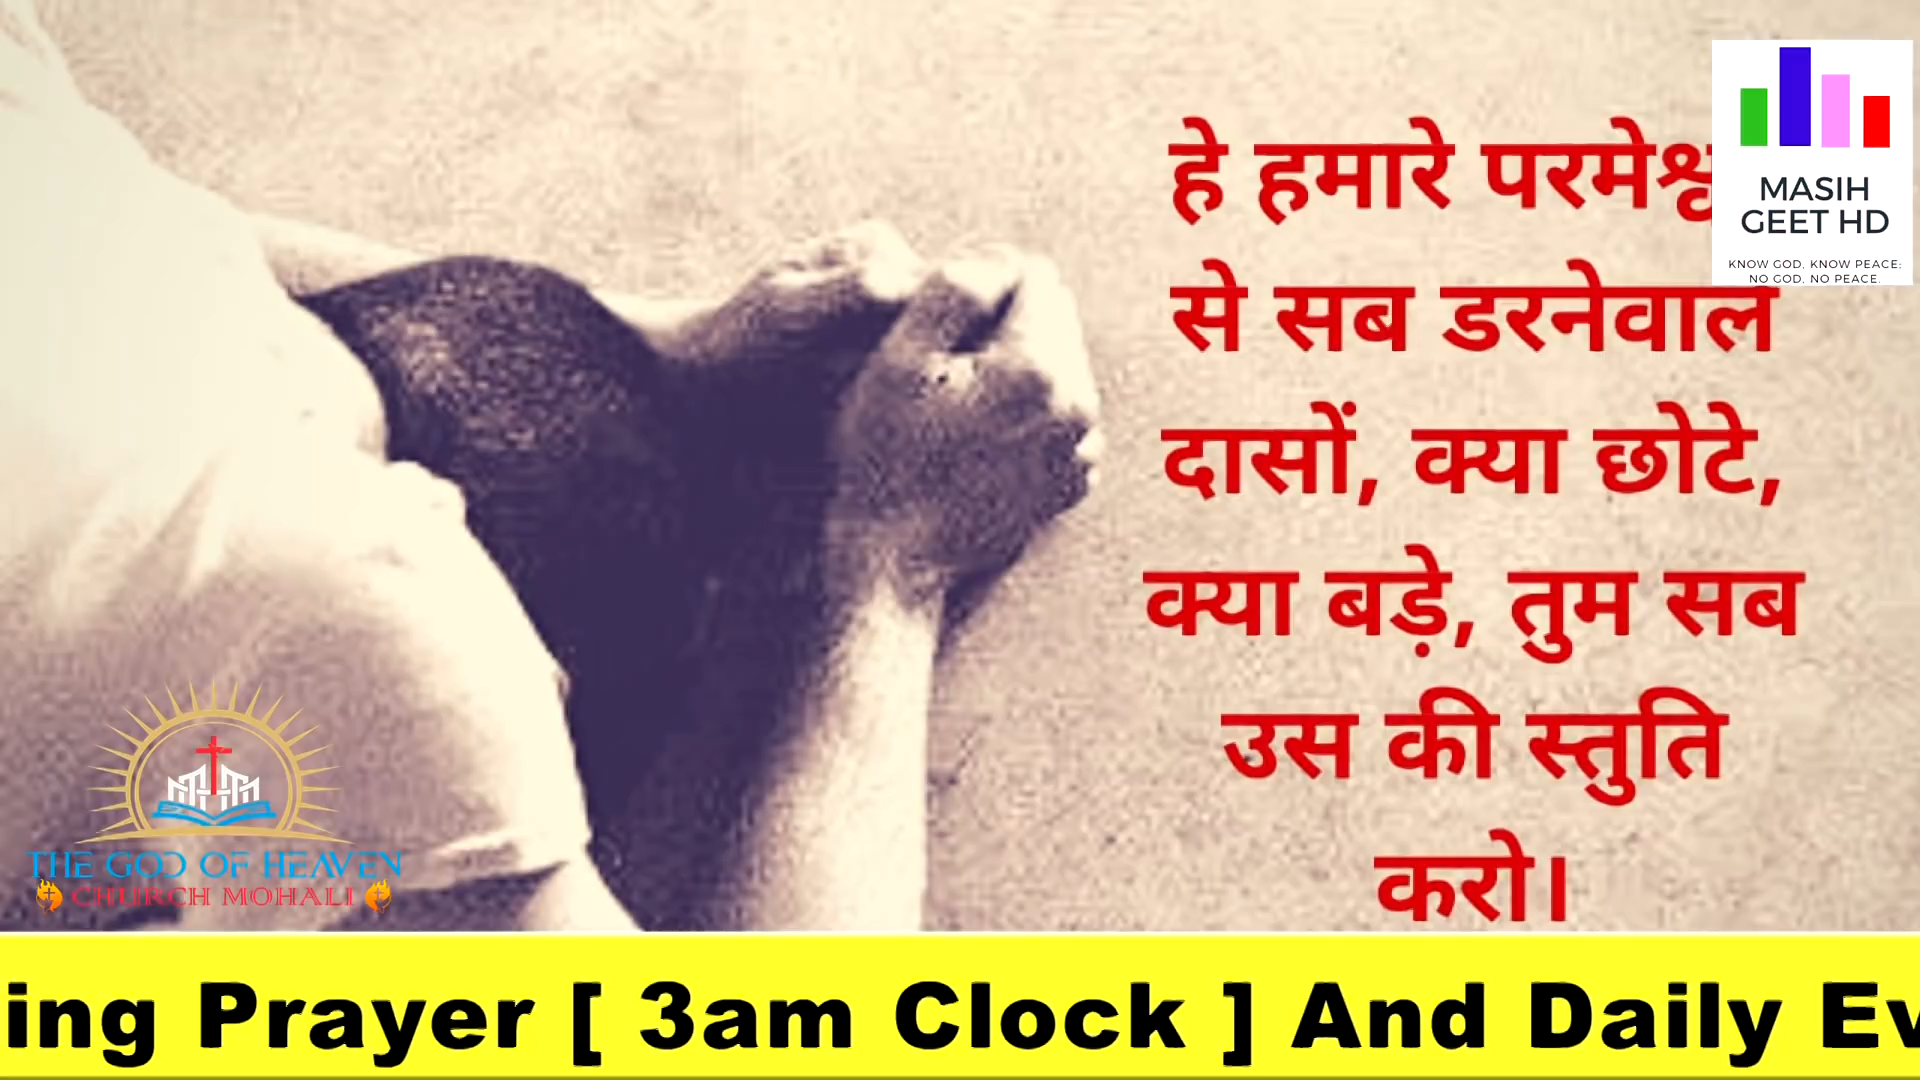 हे हमारे परमेश्व
से सब डरनेवाल
दासों, क्या छोटे,
क्या बड़े, तुम सब
उस की स्तुति
करो।
MASIH
GEET HD
KNOW GOD, KNOW PEACE;
NO GOD, NO PEACE.
THE GOD OF HEAVEN
CHURCH MOHALI
ing Prayer [ 3am Clock ] And Daily Ev